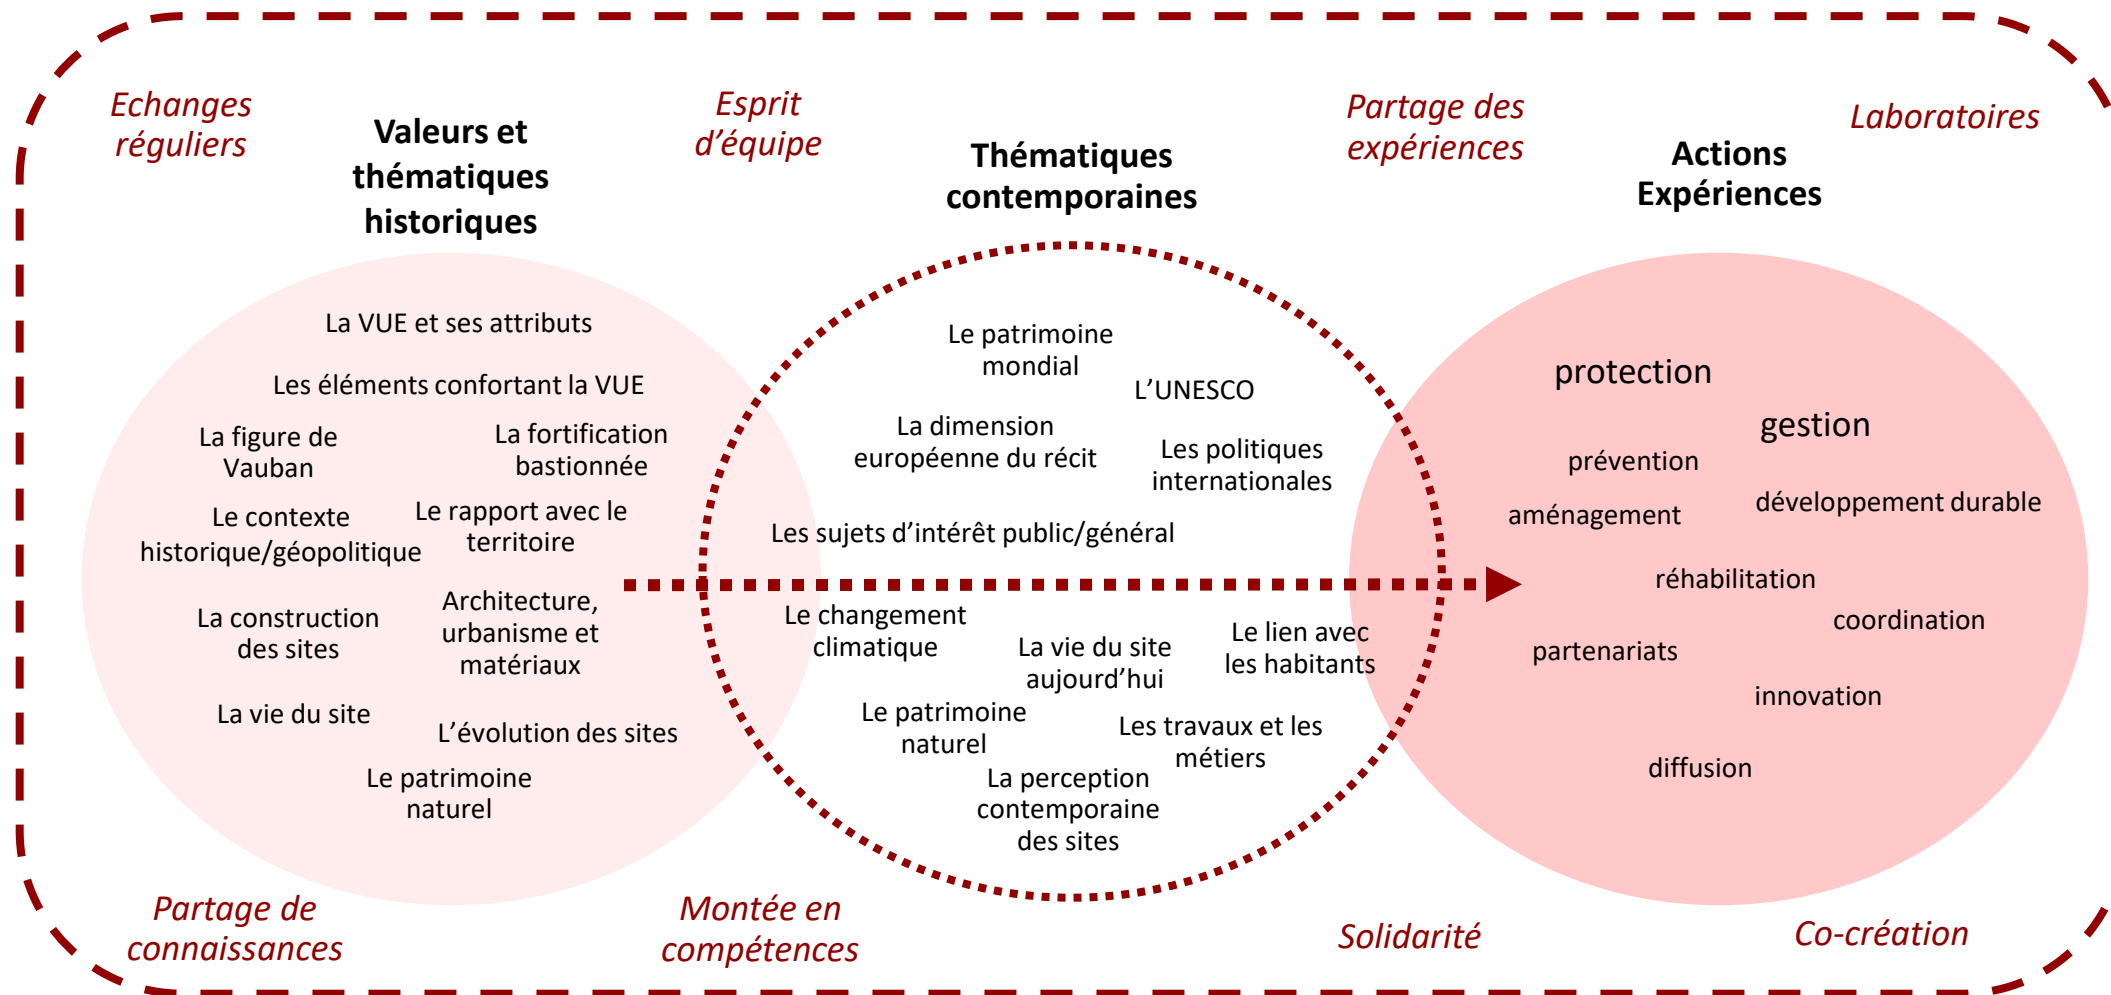 Echanges
réguliers
Esprit
d’équipe
Partage des
expériences
Laboratoires
Valeurs et
thématiques
historiques
Thématiques
contemporaines
Actions
Expériences
La VUE et ses attributs
Les éléments confortant la VUE
La figure de
Vauban
La fortification
bastionnée
Le contexte
historique/géopolitique
Le rapport avec le
territoire
La construction
des sites
Architecture,
urbanisme et
matériaux
La vie du site
L’évolution des sites
Le patrimoine
naturel
Le patrimoine
mondial
L’UNESCO
La dimension
européenne du récit
Les politiques
internationales
Les sujets d’intérêt public/général
Le changement
climatique
La vie du site
aujourd’hui
Le lien avec
les habitants
Le patrimoine
naturel
Les travaux et les
métiers
La perception
contemporaine
des sites
protection
gestion
prévention
développement durable
aménagement
réhabilitation
coordination
partenariats
innovation
diffusion
Partage de
connaissances
Montée en
compétences
Solidarité
Co-création